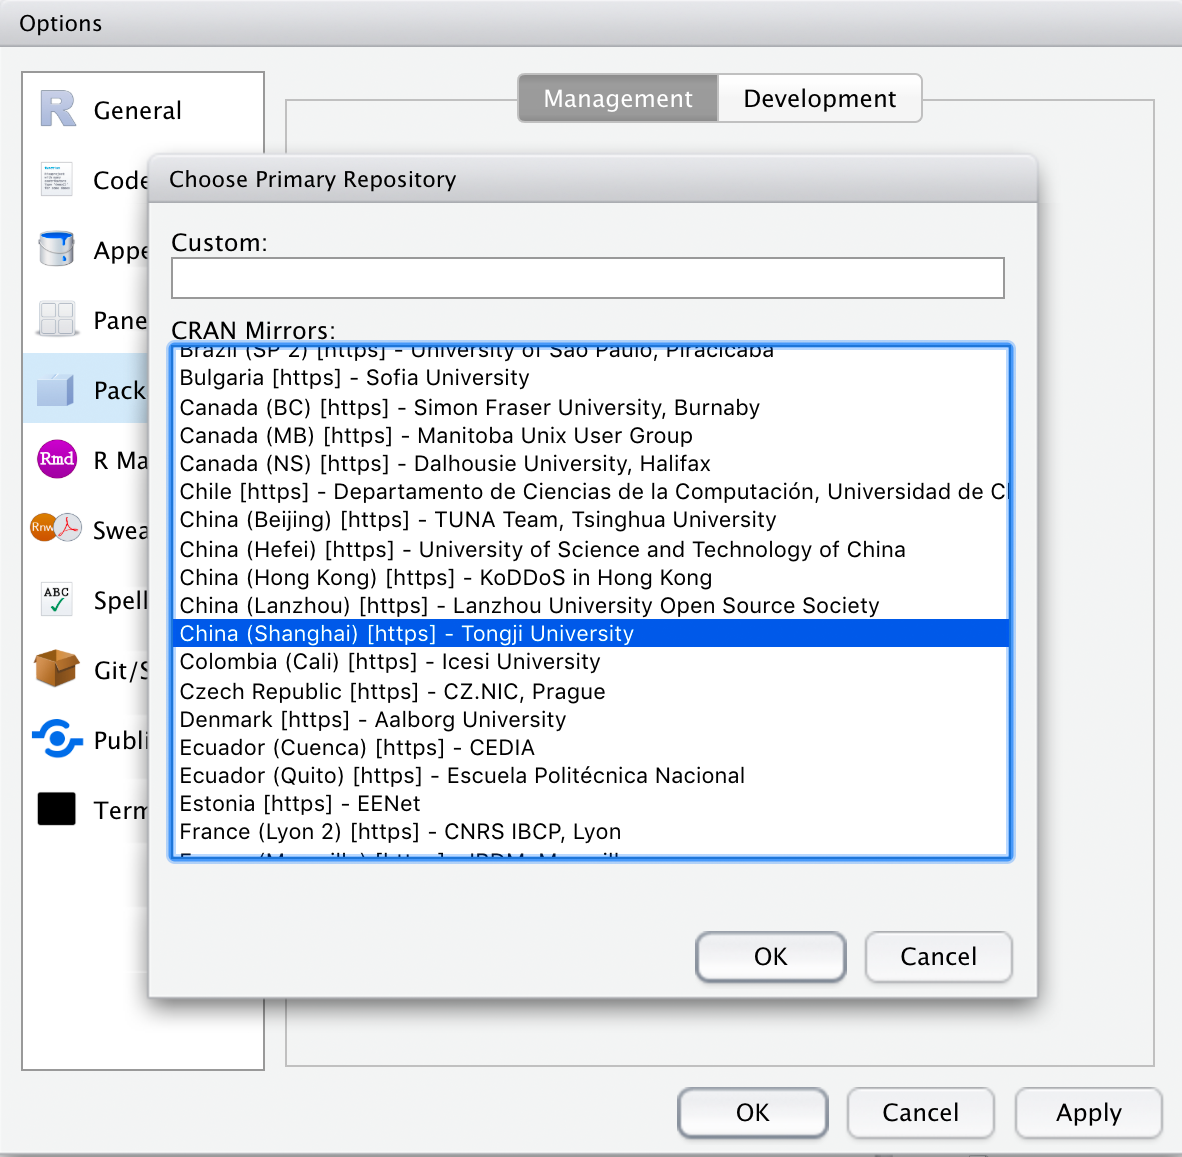 Options
Management
Development
General
Code
Appe
Pane
Pack
Rmd
R Ma
Rnw
Swea
ABC
Spell
Git/S
Publi
Term
Choose Primary Repository
Custom:
CRAN Mirrors:
Brazil (SP 2) [https] - University of Sao Paulo, Piracicaba
Bulgaria [https] - Sofia University
Canada (BC) [https] - Simon Fraser University, Burnaby
Canada (MB) [https] - Manitoba Unix User Group
Canada (NS) [https] - Dalhousie University, Halifax
Chile [https] - Departamento de Ciencias de la Computación, Universidad de Cl
China (Beijing) [https] - TUNA Team, Tsinghua University
China (Hefei) [https] - University of Science and Technology of China
China (Hong Kong) [https] - KoDDoS in Hong Kong
China (Lanzhou) [https] - Lanzhou University Open Source Society
China (Shanghai) [https] - Tongji University
Colombia (Cali) [https] - Icesi University
Czech Republic [https] - CZ.NIC, Prague
Denmark [https] - Aalborg University
Ecuador (Cuenca) [https] - CEDIA
Ecuador (Quito) [https] - Escuela Politécnica Nacional
Estonia [https] - EENet
France (Lyon 2) [https] - CNRS IBCP, Lyon
OK
Cancel
OK
Cancel
Apply